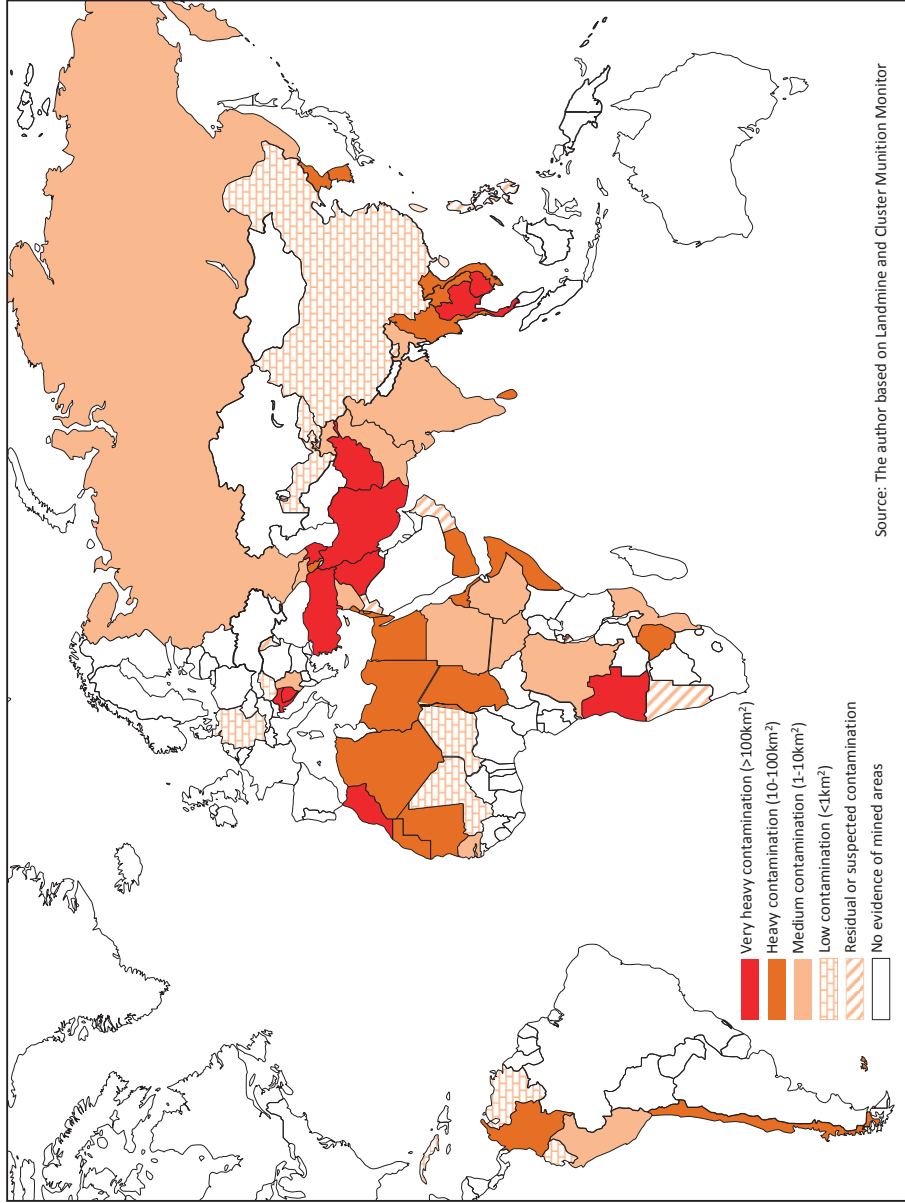 Very heavy contamination (>100km²)
Heavy contamination (10-100km²)
Medium contamination (1-10km²)
Low contamination (<1km²)
Residual or suspected contamination
No evidence of mined areas
Source: The author based on Landmine and Cluster Munition Monitor